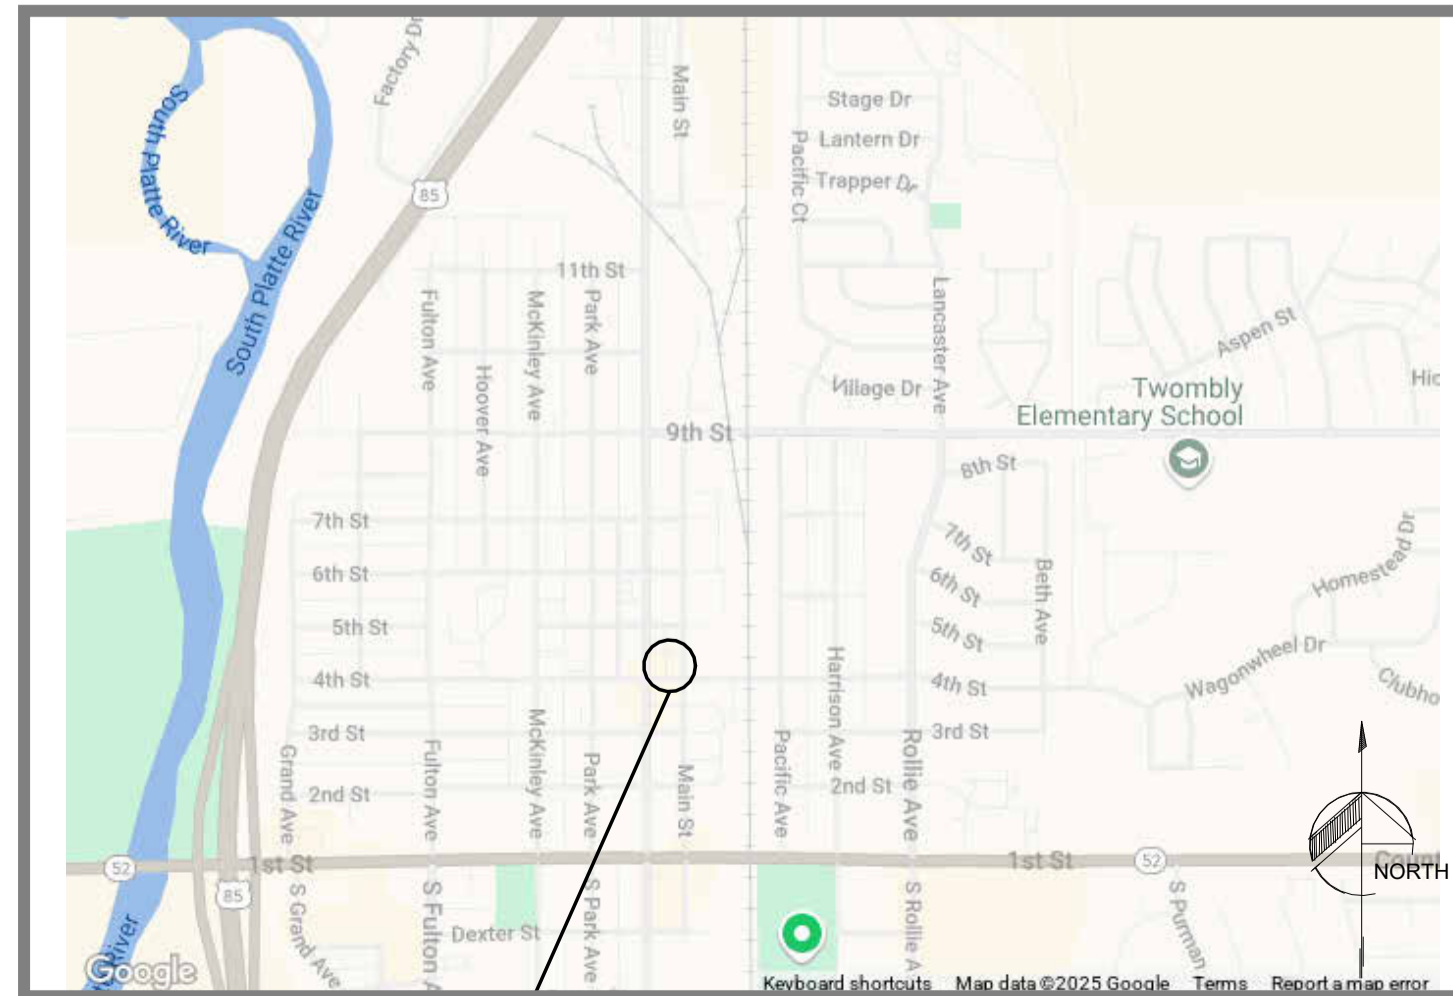 Factory Dr
Main St
Stage Dr
Lantern Dr
Trapper Dr
Pacific Ct
South Platte River
85
South Platte River
11th St
Fulton Ave
McKinley Ave
Park Ave
Hoover Ave
Lancaster Ave
Aspen St
Village Dr
Twombly
Elementary School
9th St
8th St
7th St
7th St
6th St
6th St
Beth Ave
Homestead Dr
5th St
5th St
Harrison Ave
Wagonwheel Dr
4th St
4th St
3rd St
3rd St
Grand Ave
Fulton Ave
McKinley Ave
Park Ave
Main St
Pacific Ave
Rollie Ave
2nd St
2nd St
52
1st St
1st St
52
NORTH
85
S Grand Ave
S Fulton A
Dexter St
S Park Ave
S Rollie A
S Purman
River
Google
Keyboard shortcuts Map data ©2025 Google Terms Report a map error